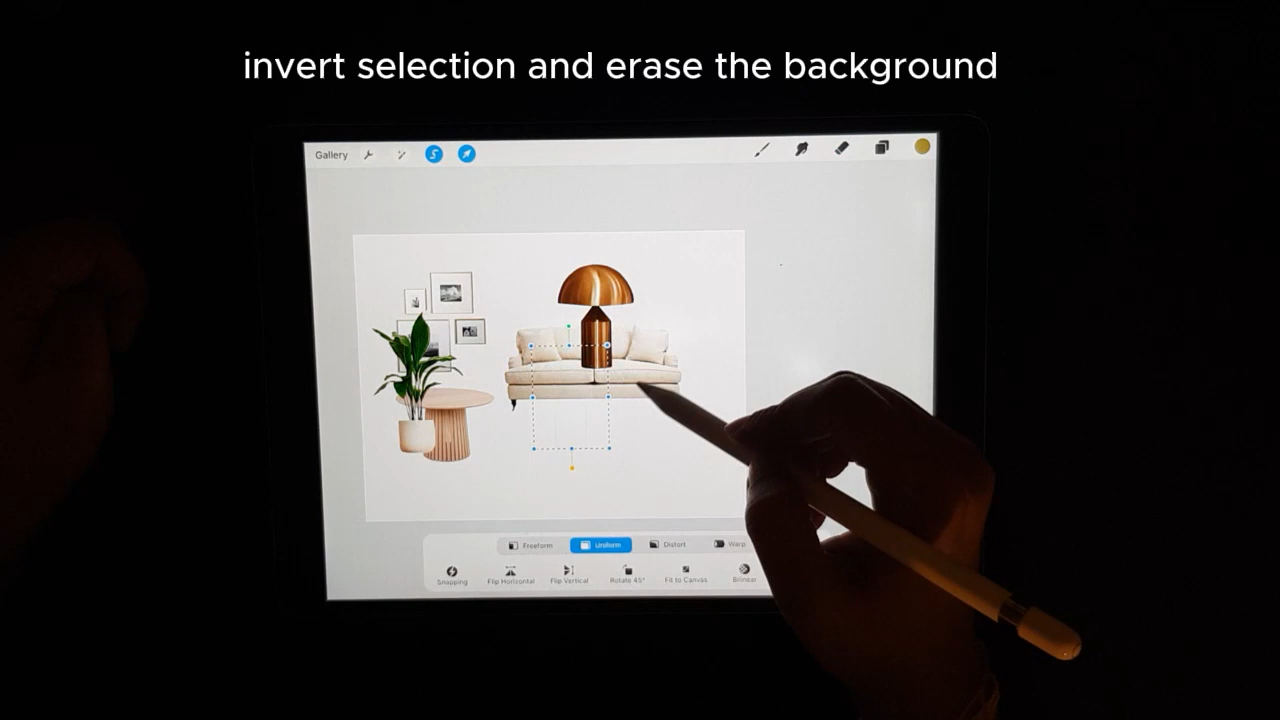 invert selection and erase the background
Gallery
Freeform
Uniform
Distort
Warp
Snapping
Flip Horizontal
Flip Vertical
Rotate 45°
Fit to Canvas
Bilinear